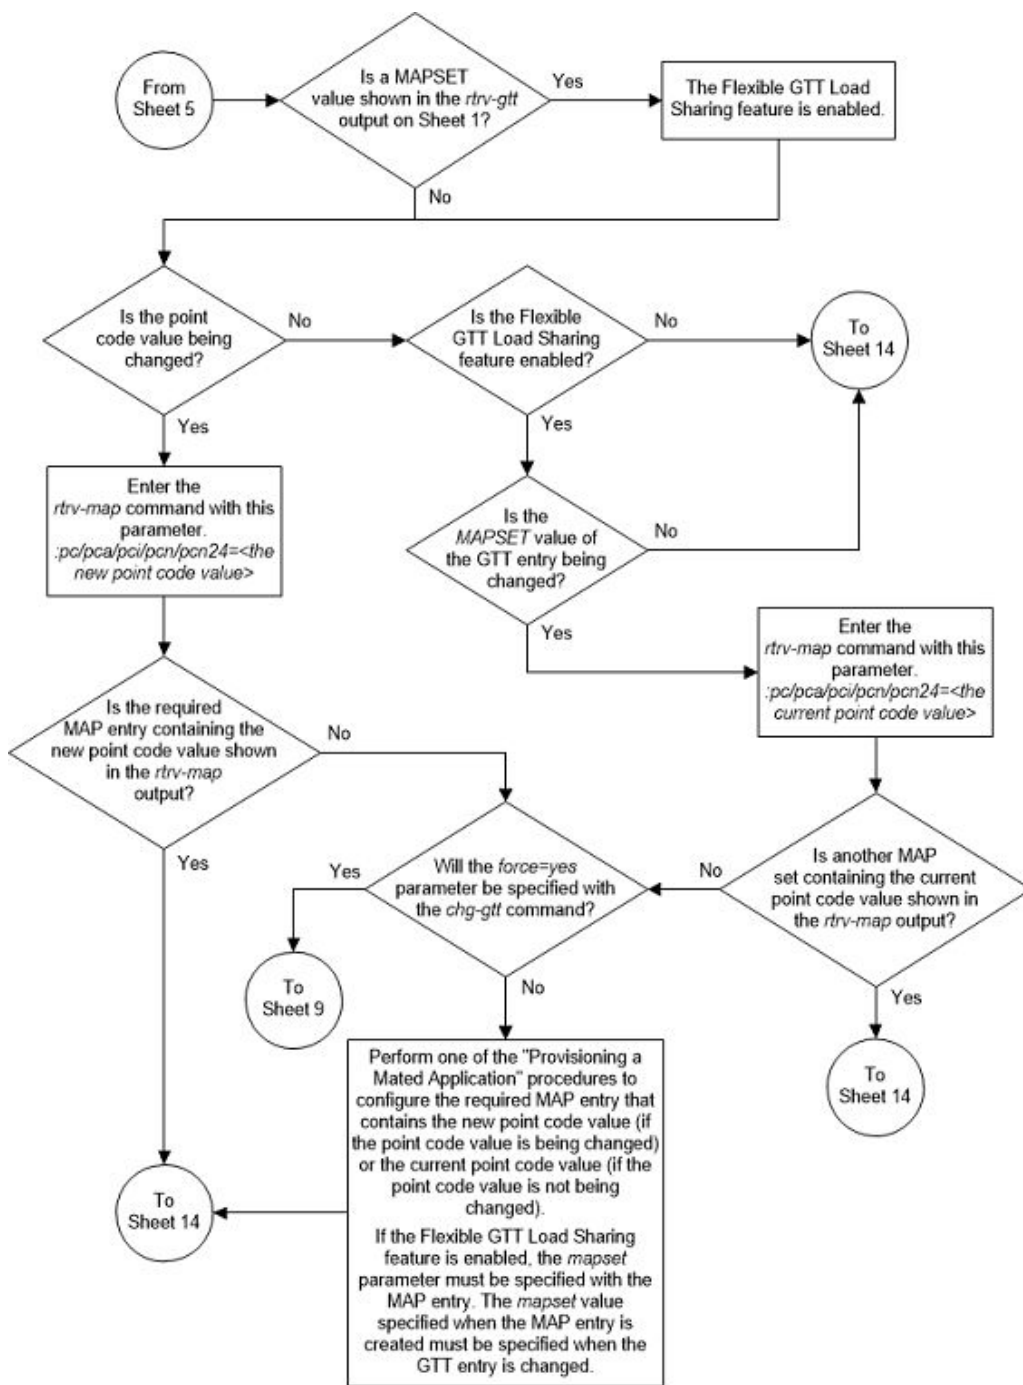 From
Sheet 5
Is a MAPSET
value shown in the rtrv-gtt
output on Sheet 1?
Yes
The Flexible GTT Load
Sharing feature is enabled.
No
Is the point
code value being
changed?
No
Is the Flexible
GTT Load Sharing
feature enabled?
No
To
Sheet 14
Yes
Yes
Enter the
rtrv-map command with this
parameter.
:pc/pca/pci/pcn/pcn24=<the
new point code value>
Is the
MAPSET value of
the GTT entry being
changed?
No
Yes
Enter the
rtrv-map command with this
parameter.
:pc/pca/pci/pcn/pcn24=<the
current point code value>
Is the required
MAP entry containing the
new point code value shown
in the rtrv-map
output?
No
Yes
Will the force=yes
parameter be specified with
the chg-gtt command?
Yes
No
Is another MAP
set containing the current
point code value shown in
the rtrv-map output?
No
Yes
To
Sheet 9
To
Sheet 14
Perform one of the "Provisioning a
Mated Application" procedures to
configure the required MAP entry that
contains the new point code value (if
the point code value is being changed)
or the current point code value (if the
point code value is not being
changed).
If the Flexible GTT Load Sharing
feature is enabled, the mapset
parameter must be specified with the
MAP entry. The mapset value
specified when the MAP entry is
created must be specified when the
GTT entry is changed.
To
Sheet 14